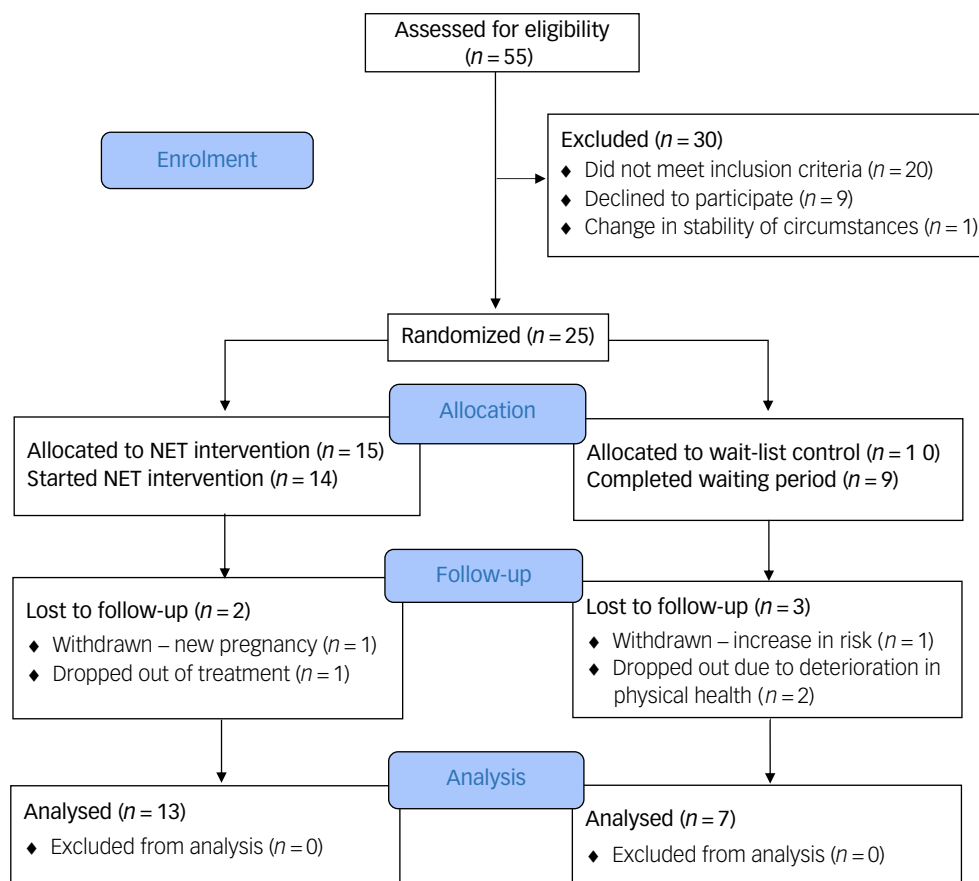 Assessed for eligibility
(n = 55)
Enrolment
Excluded (n = 30)
♦ Did not meet inclusion criteria (n = 20)
♦ Declined to participate (n = 9)
♦ Change in stability of circumstances (n = 1)
Randomized (n = 25)
Allocation
Allocated to NET intervention (n = 15)
Started NET intervention (n = 14)
Allocated to wait-list control (n = 1 0)
Completed waiting period (n = 9)
Follow-up
Lost to follow-up (n = 2)
♦ Withdrawn – new pregnancy (n = 1)
♦ Dropped out of treatment (n = 1)
Lost to follow-up (n = 3)
♦ Withdrawn – increase in risk (n = 1)
♦ Dropped out due to deterioration in
physical health (n = 2)
Analysis
Analysed (n = 13)
♦ Excluded from analysis (n = 0)
Analysed (n = 7)
♦ Excluded from analysis (n = 0)